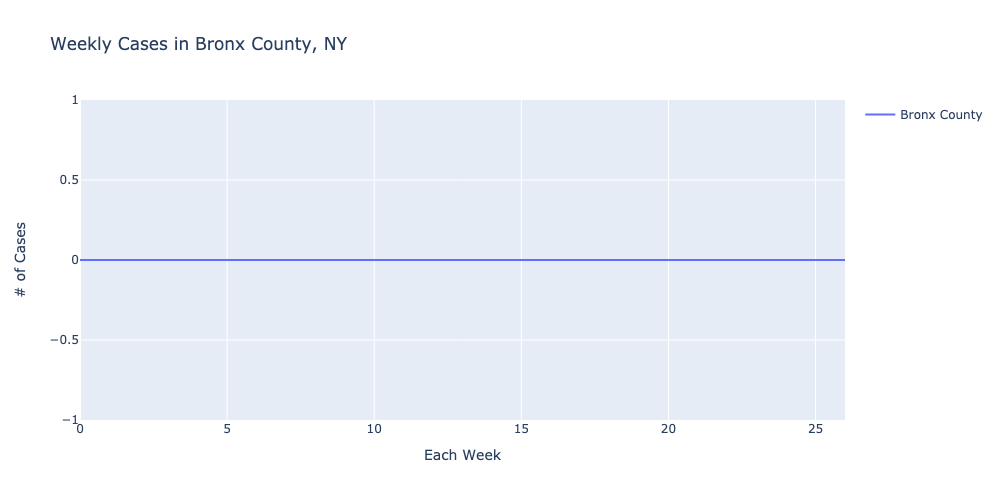 Weekly Cases in Bronx County, NY
1
0.5
0
−0.5
−1
# of Cases
0 5 10 15 20 25
Each Week
Bronx County